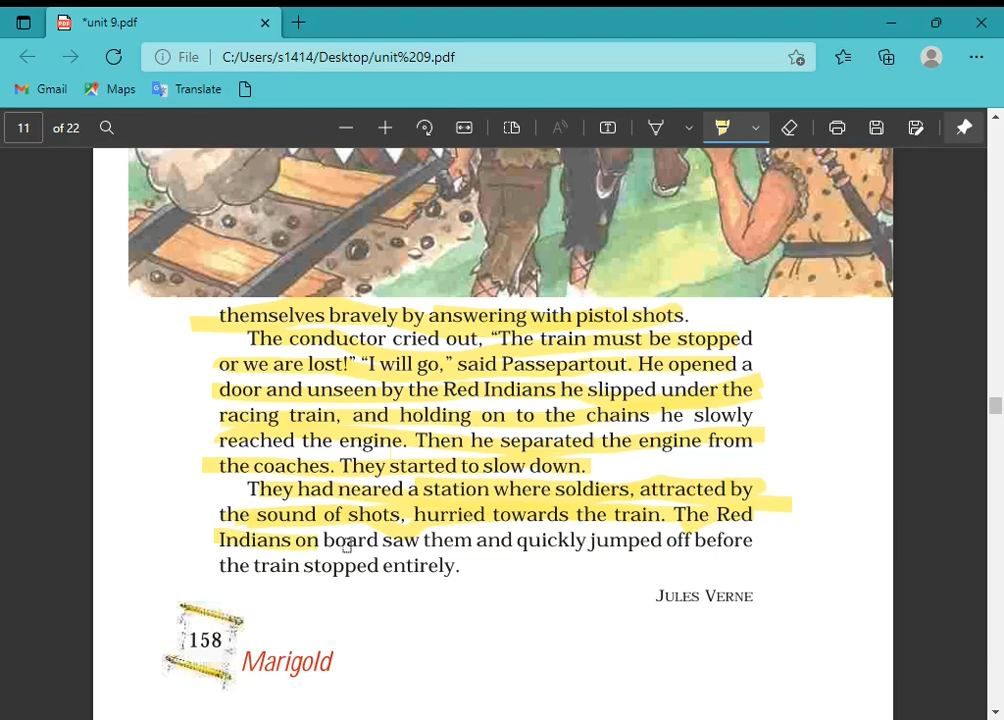 *unit 9.pdf
File
C:/Users/s1414/Desktop/unit%209.pdf
Gmail
Maps
Translate
11
of 22
themselves bravely by answering with pistol shots.
The conductor cried out, “The train must be stopped
or we are lost!” “I will go,” said Passepartout. He opened a
door and unseen by the Red Indians he slipped under the
racing train, and holding on to the chains he slowly
reached the engine. Then he separated the engine from
the coaches. They started to slow down.
They had neared a station where soldiers, attracted by
the sound of shots, hurried towards the train. The Red
Indians on board saw them and quickly jumped off before
the train stopped entirely.
JULES VERNE
158
Marigold